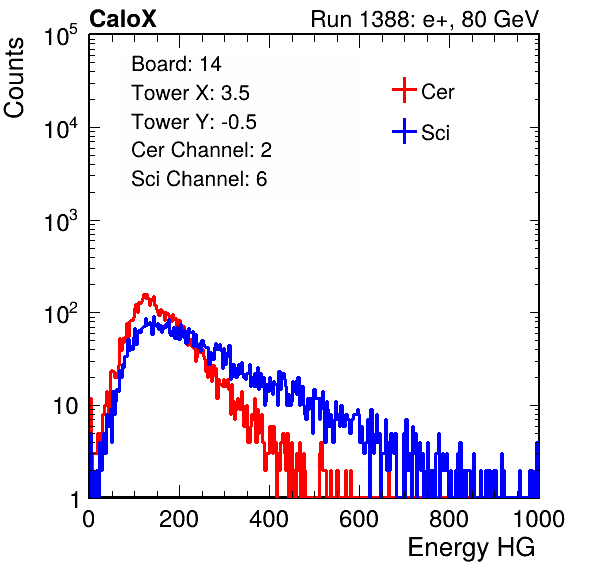 CaloX Run 1388: e+, 80 GeV
Counts
Board: 14
Tower X: 3.5
Tower Y: -0.5
Cer Channel: 2
Sci Channel: 6
Cer
Sci
10^5
10^4
10^3
10^2
10
1
0 200 400 600 800 1000
Energy HG